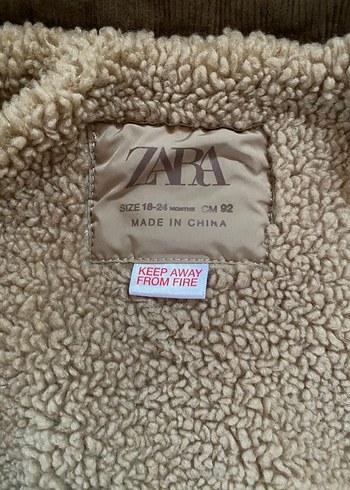 ZARA
SIZE 18-24 MONTHS CM 92
MADE IN CHINA
KEEP AWAY
FROM FIRE